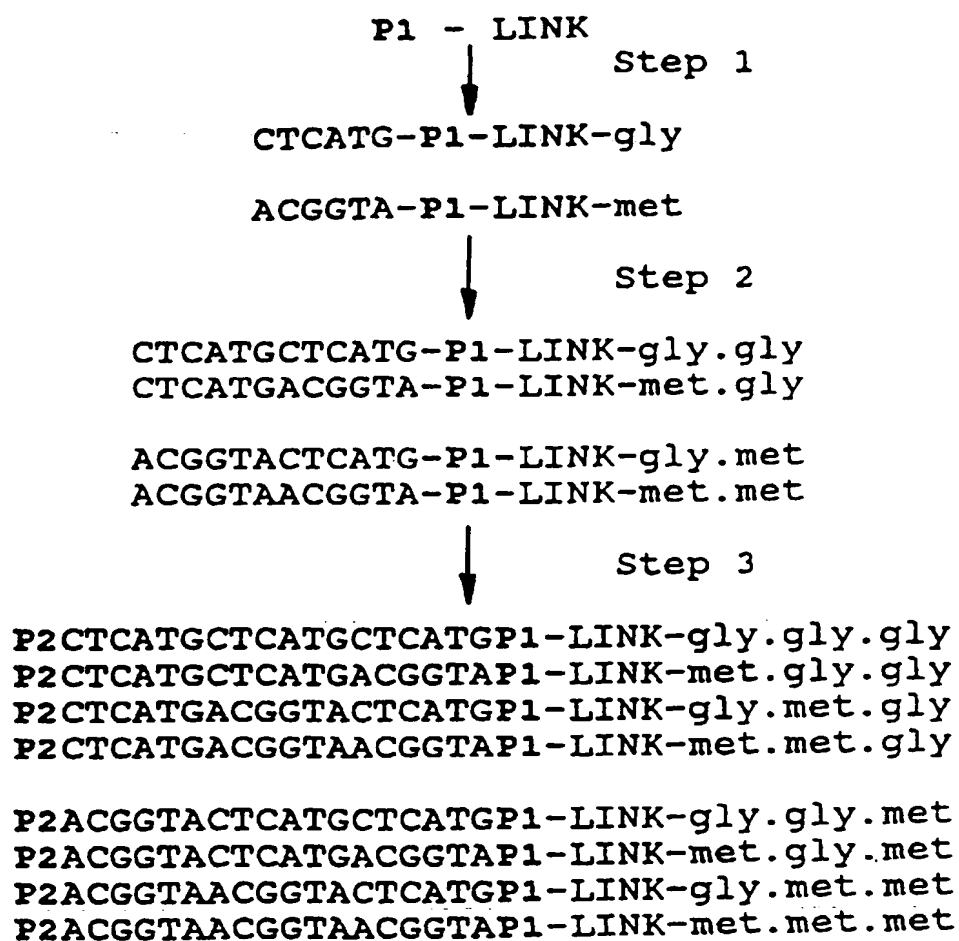 P1 - LINK
Step 1
CTCATG-P1-LINK-gly
ACGGTA-P1-LINK-met
Step 2
CTCATGCTCATG-P1-LINK-gly.gly
CTCATGACGGTA-P1-LINK-met.gly
ACGGTACTCATG-P1-LINK-gly.met
ACGGTAACGGTA-P1-LINK-met.met
Step 3
P2CTCATGCTCATGCTCATGP1-LINK-gly.gly.gly
P2CTCATGCTCATGACGGTAP1-LINK-met.gly.gly
P2CTCATGACGGTACTCATGP1-LINK-gly.met.gly
P2CTCATGACGGTAACGGTAP1-LINK-met.met.gly
P2ACGGTACTCATGCTCATGP1-LINK-gly.gly.met
P2ACGGTACTCATGACGGTAP1-LINK-met.gly.met
P2ACGGTAACGGTACTCATGP1-LINK-gly.met.met
P2ACGGTAACGGTAACGGTAP1-LINK-met.met.met